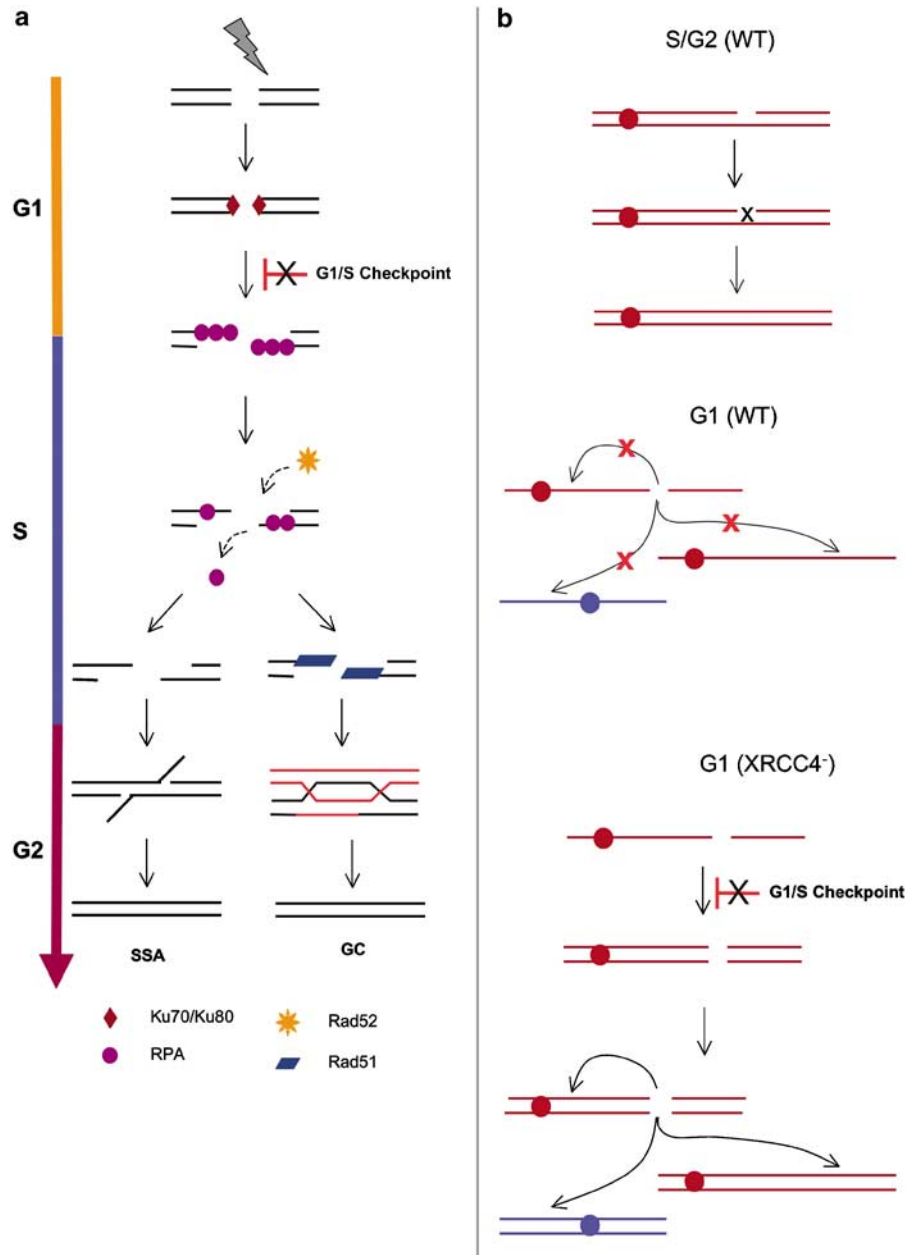 a
G1
G1/S Checkpoint
X
S
G2
SSA
GC
Ku70/Ku80
RPA
Rad52
Rad51
b
S/G2 (WT)
X
G1 (WT)
X
X
X
G1 (XRCC4-)
G1/S Checkpoint
X